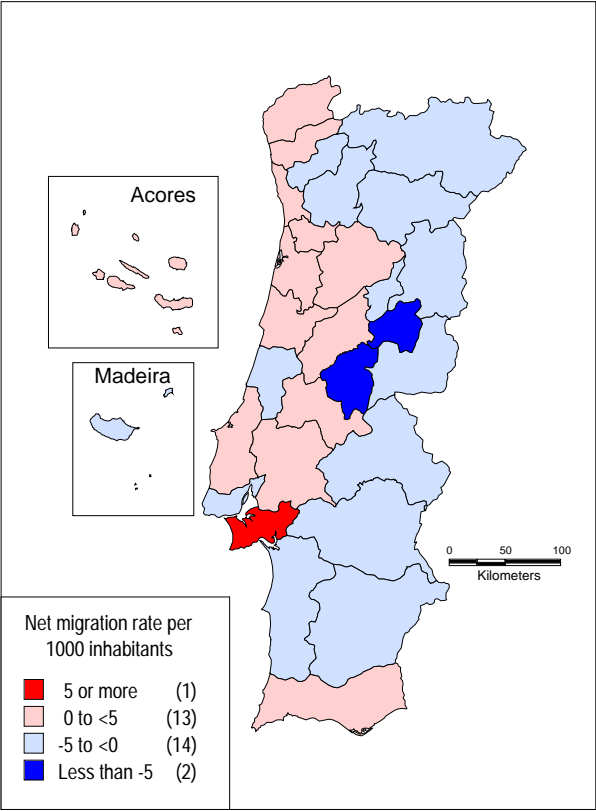 Acores
Madeira
0 50 100
Kilometers
Net migration rate per
1000 inhabitants
5 or more (1)
0 to <5 (13)
-5 to <0 (14)
Less than -5 (2)